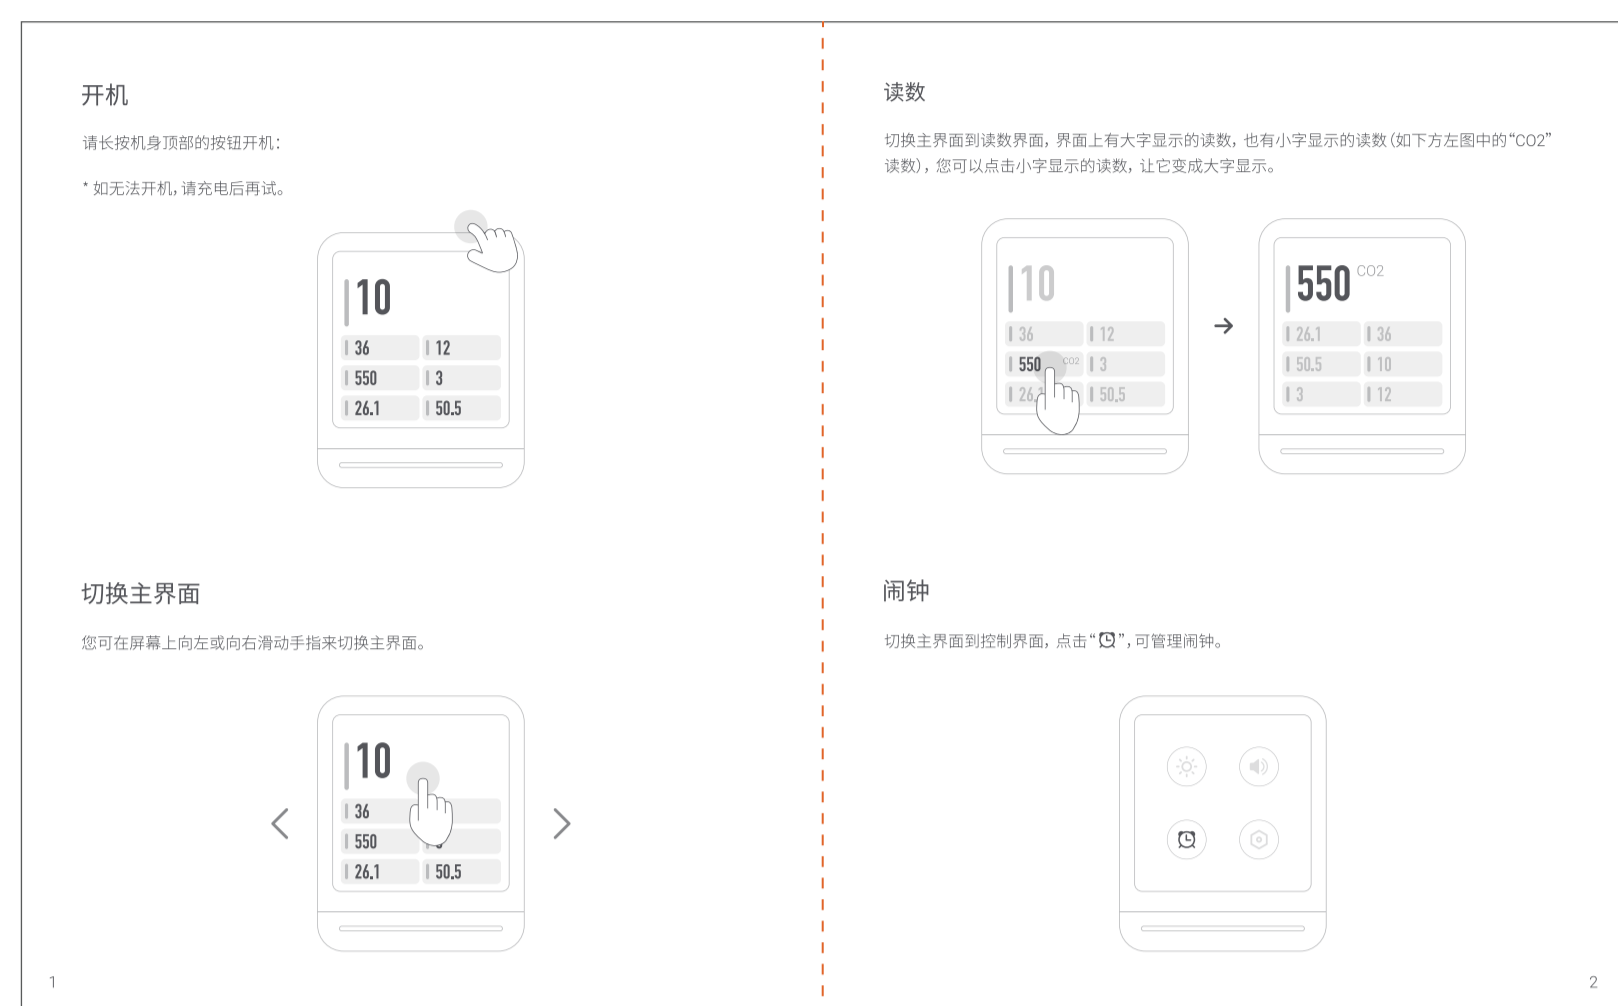 开机
请长按机身顶部的按钮开机：
* 如无法开机，请充电后再试。
10
36 12
550 3
26.1 50.5
切换主界面
您可在屏幕上向左或向右滑动手指来切换主界面。
10
36
550
26.1 50.5
1
读数
切换主界面到读数界面，界面上有大字显示的读数，也有小字显示的读数（如下方左图中的“CO2”
读数），您可以点击小字显示的读数，让它变成大字显示。
10
36 12
550 CO2 3
26. 50.5
550 CO2
26.1 36
50.5 10
3 12
闹钟
切换主界面到控制界面，点击“”，可管理闹钟。
2